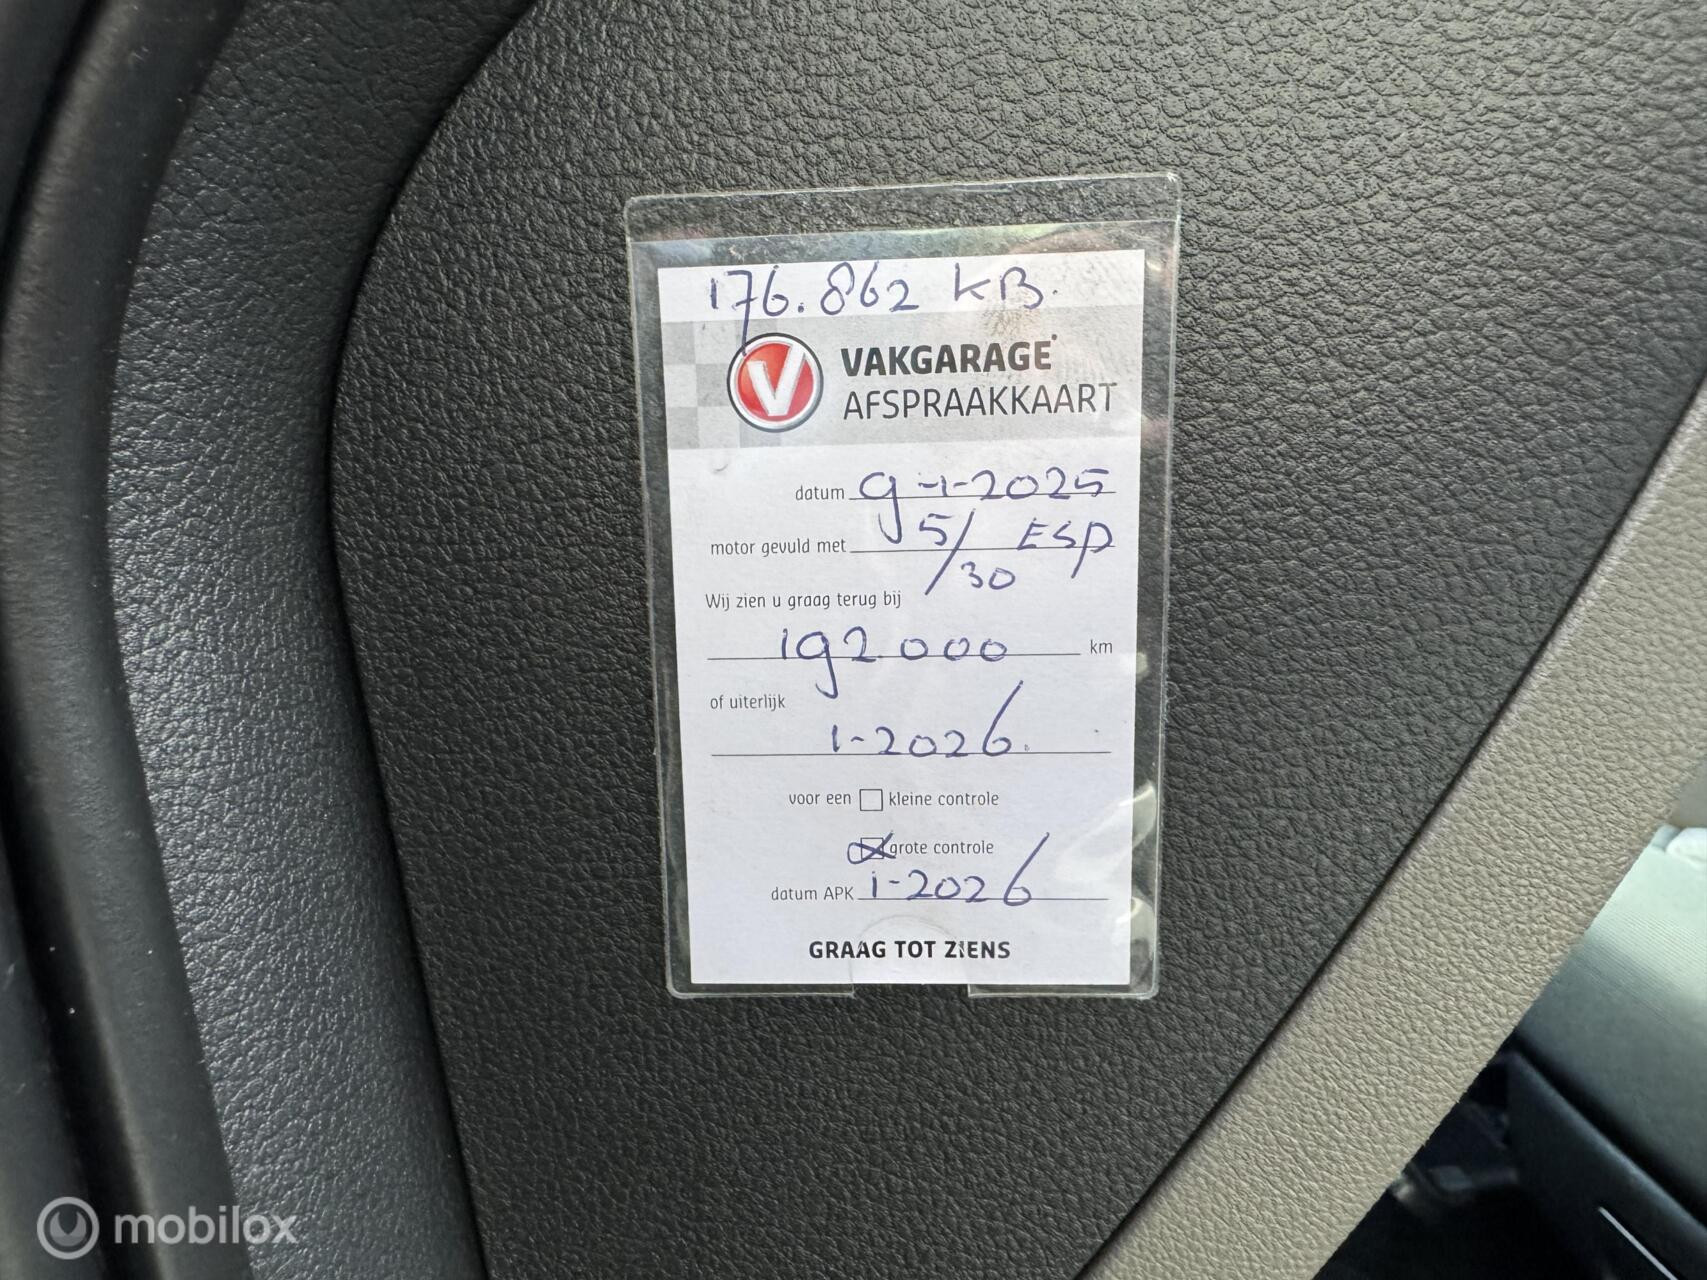 176.862 KB.
VAKGARAGE
AFSPRAAKKAART
datum 9-1-2025
motor gevuld met 5/30 ESP
Wij zien u graag terug bij
192000 km
of uiterlijk
1-2026.
voor een kleine controle
grote controle
datum APK 1-2026
GRAAG TOT ZIENS
mobilox